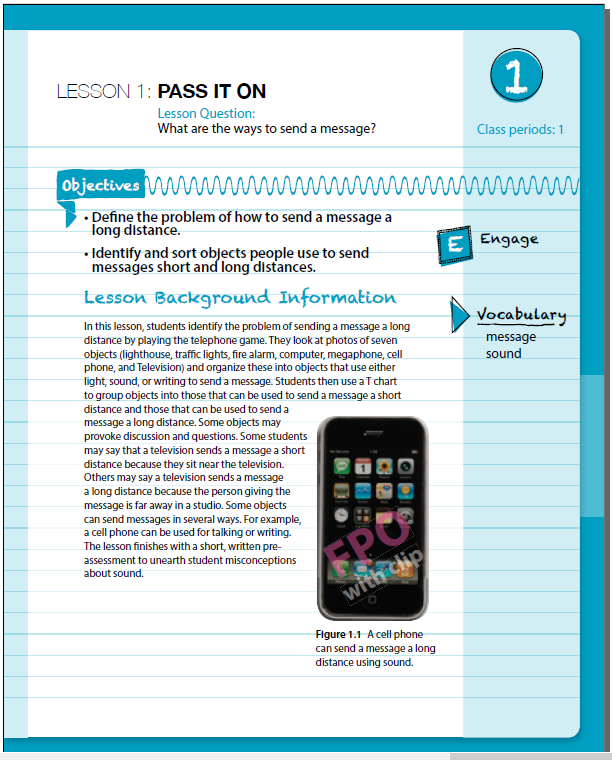 LESSON 1: PASS IT ON
1
Lesson Question:
What are the ways to send a message?
Class periods: 1
Objectives
• Define the problem of how to send a message a
long distance.
• Identify and sort objects people use to send
messages short and long distances.
E Engage
Lesson Background Information
Vocabulary
message
sound
In this lesson, students identify the problem of sending a message a long
distance by playing the telephone game. They look at photos of seven
objects (lighthouse, traffic lights, fire alarm, computer, megaphone, cell
phone, and Television) and organize these into objects that use either
light, sound, or writing to send a message. Students then use a T chart
to group objects into those that can be used to send a message a short
distance and those that can be used to send a
message a long distance. Some objects may
provoke discussion and questions. Some students
may say that a television sends a message a short
distance because they sit near the television.
Others may say a television sends a message
a long distance because the person giving the
message is far away in a studio. Some objects
can send messages in several ways. For example,
a cell phone can be used for talking or writing.
The lesson finishes with a short, written pre-
assessment to unearth student misconceptions
about sound.
FPO
with clip
Figure 1.1 A cell phone
can send a message a long
distance using sound.